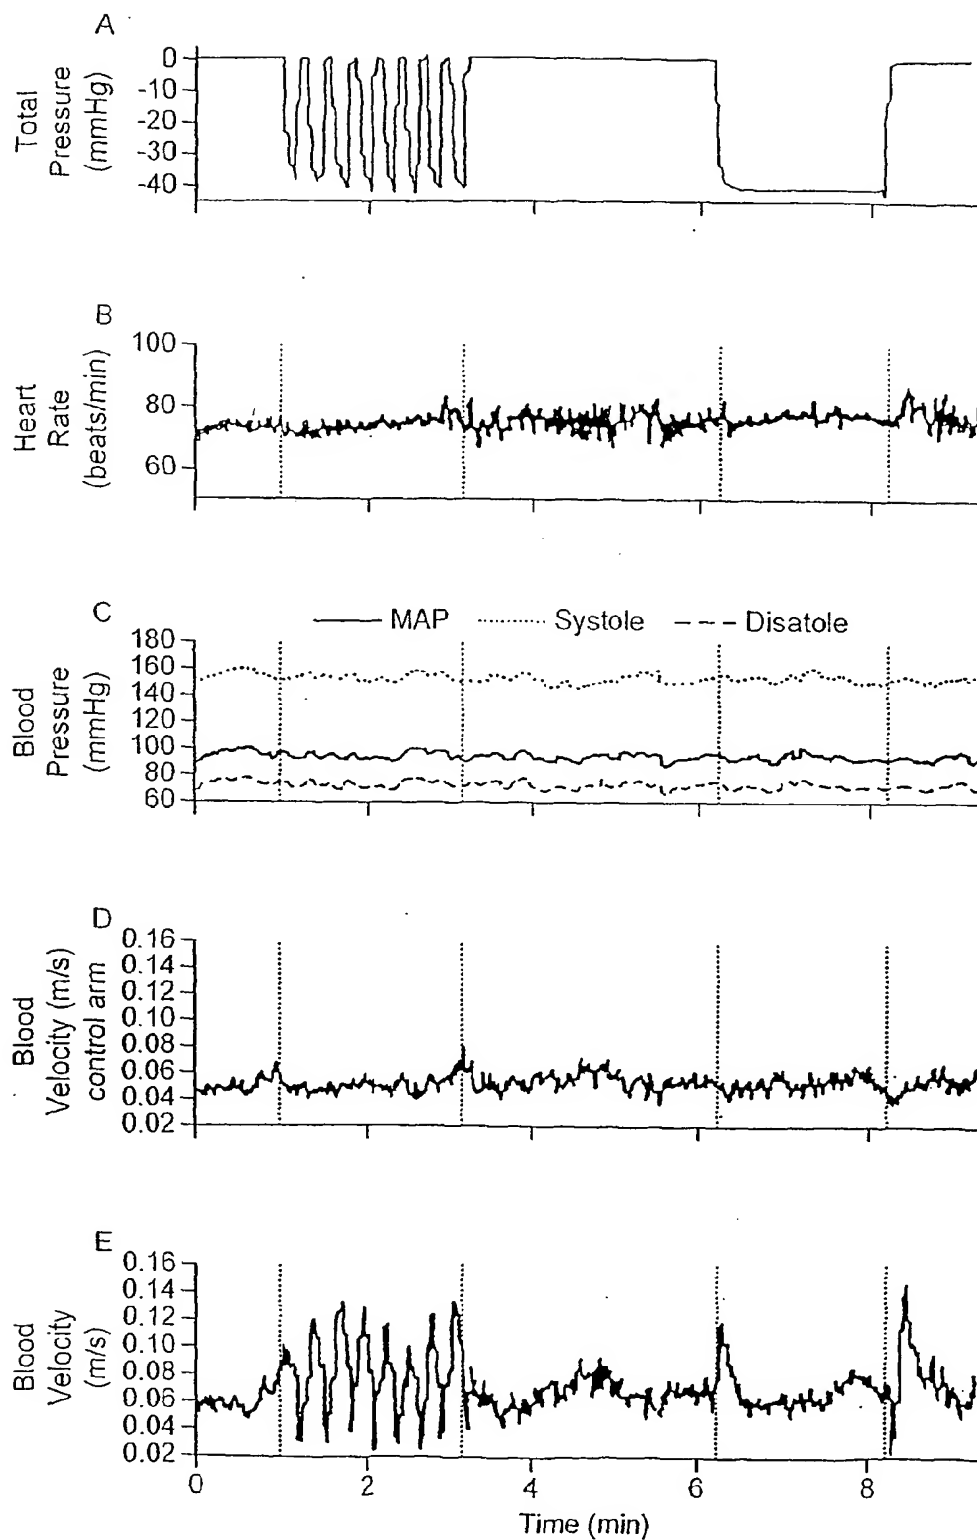 A
Total
Pressure
(mmHg)
0
-10
-20
-30
-40
B
Heart
Rate
(beats/min)
100
80
60
C
MAP Systole Disatole
Blood
Pressure
(mmHg)
180
160
140
120
100
80
60
D
Blood
Velocity (m/s)
control arm
0.16
0.14
0.12
0.10
0.08
0.06
0.04
0.02
E
Blood
Velocity
(m/s)
0.16
0.14
0.12
0.10
0.08
0.06
0.04
0.02
0 2 4 6 8
Time (min)